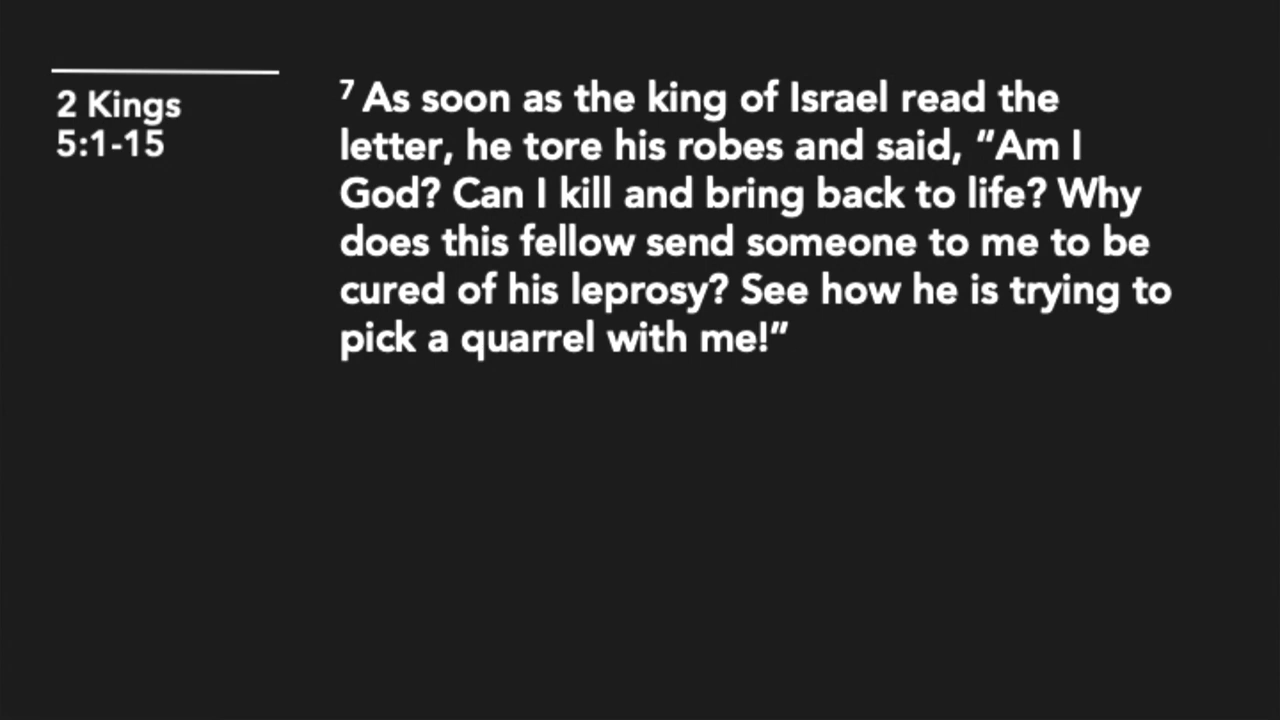 2 Kings
5:1-15
7 As soon as the king of Israel read the
letter, he tore his robes and said, “Am I
God? Can I kill and bring back to life? Why
does this fellow send someone to me to be
cured of his leprosy? See how he is trying to
pick a quarrel with me!”